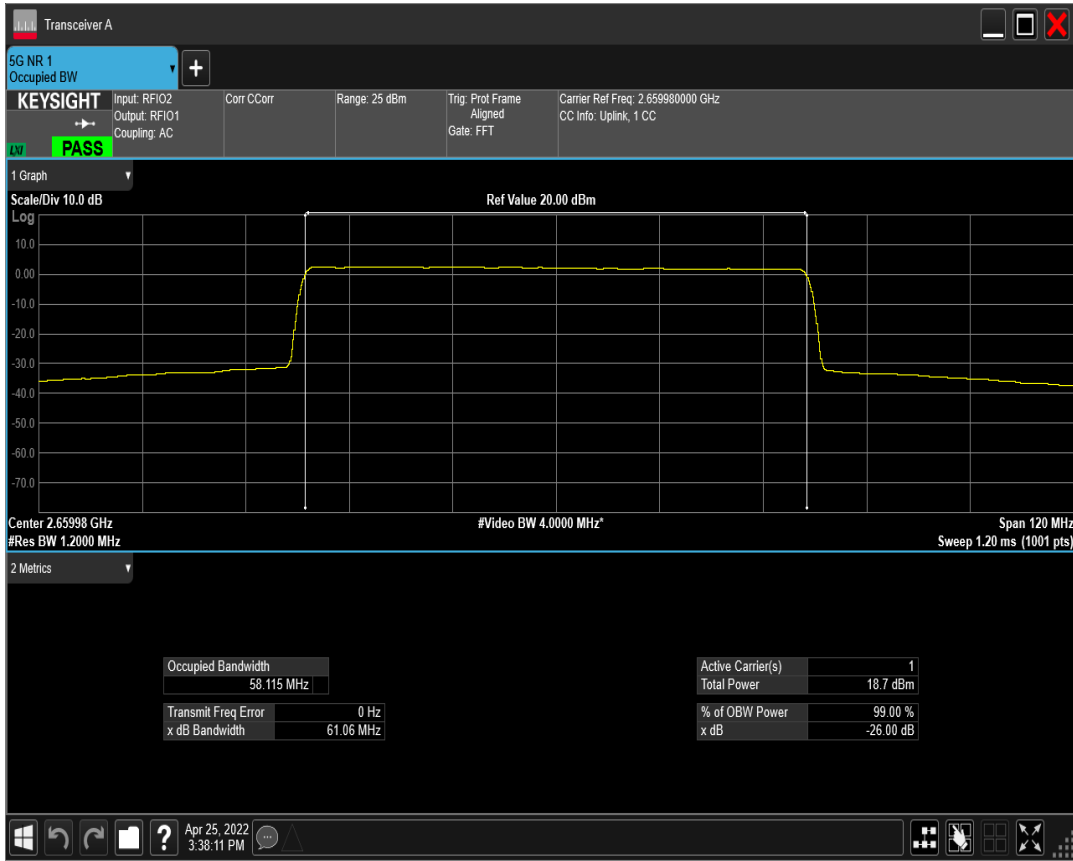 Transceiver A
5G NR 1
Occupied BW
KEYSIGHT
LXI
PASS
Input: RFIO2
Output: RFIO1
Coupling: AC
Corr CCorr
Range: 25 dBm
Trig: Prot Frame
Aligned
Gate: FFT
Carrier Ref Freq: 2.659980000 GHz
CC Info: Uplink, 1 CC
1 Graph
Scale/Div 10.0 dB
Ref Value 20.00 dBm
Log
10.0
0.00
-10.0
-20.0
-30.0
-40.0
-50.0
-60.0
-70.0
Center 2.65998 GHz
#Video BW 4.0000 MHz*
Span 120 MHz
#Res BW 1.2000 MHz
Sweep 1.20 ms (1001 pts)
2 Metrics
Occupied Bandwidth
58.115 MHz
Transmit Freq Error 0 Hz
x dB Bandwidth 61.06 MHz
Active Carrier(s) 1
Total Power 18.7 dBm
% of OBW Power 99.00 %
x dB -26.00 dB
Apr 25, 2022
3:38:11 PM